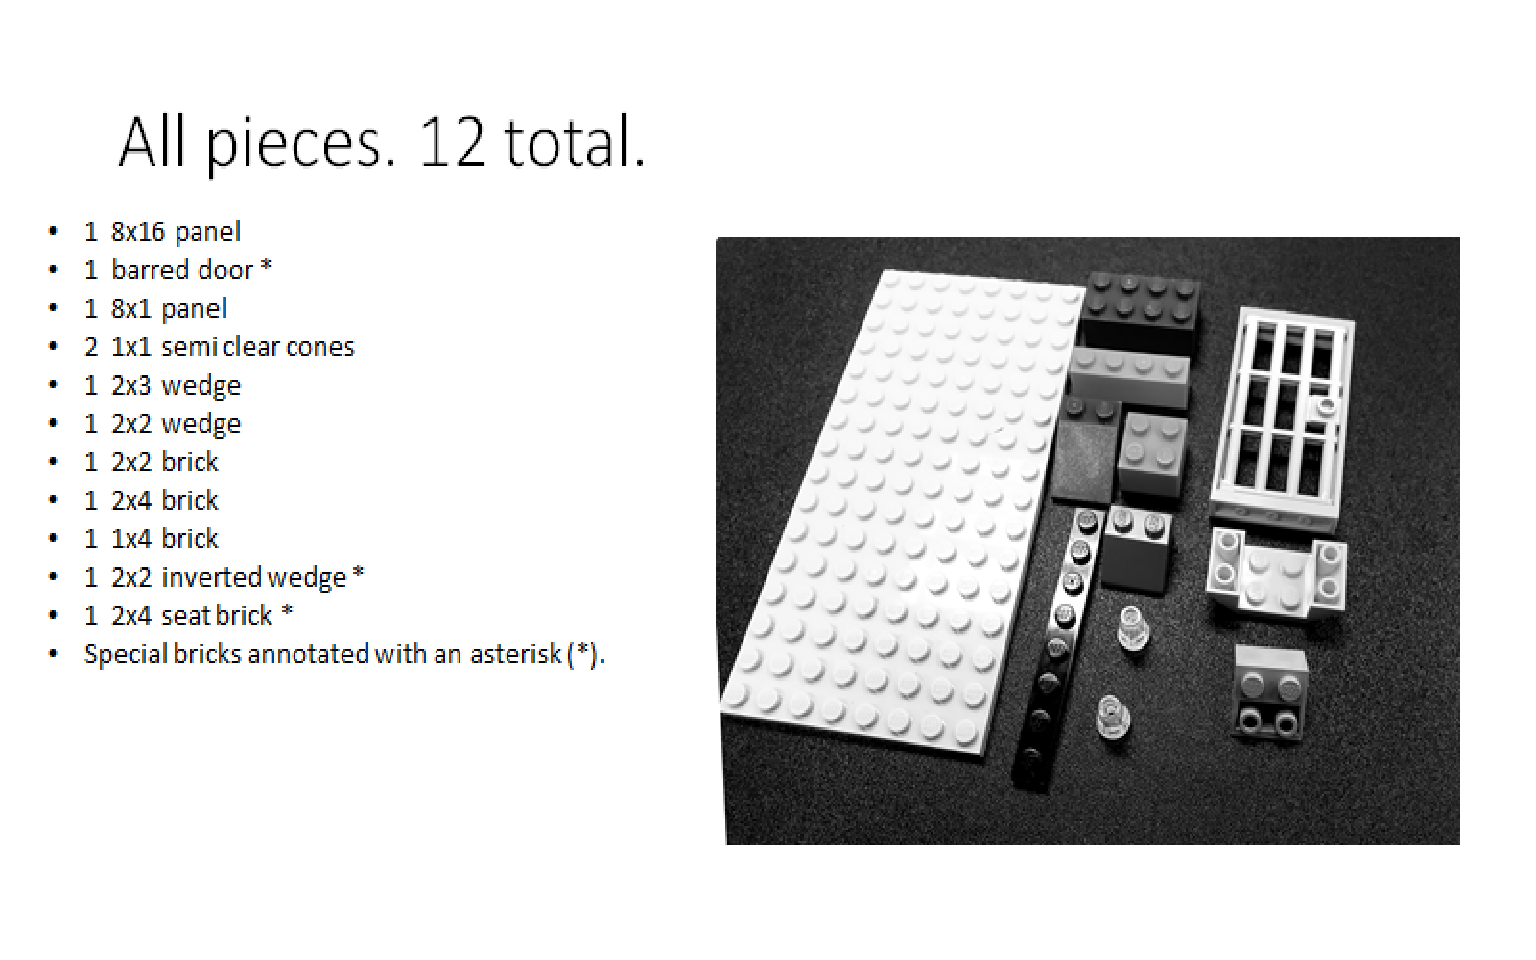 All pieces. 12 total.
• 1 8x16 panel
• 1 barred door *
• 1 8x1 panel
• 2 1x1 semi clear cones
• 1 2x3 wedge
• 1 2x2 wedge
• 1 2x2 brick
• 1 2x4 brick
• 1 1x4 brick
• 1 2x2 inverted wedge *
• 1 2x4 seat brick *
• Special bricks annotated with an asterisk (*).